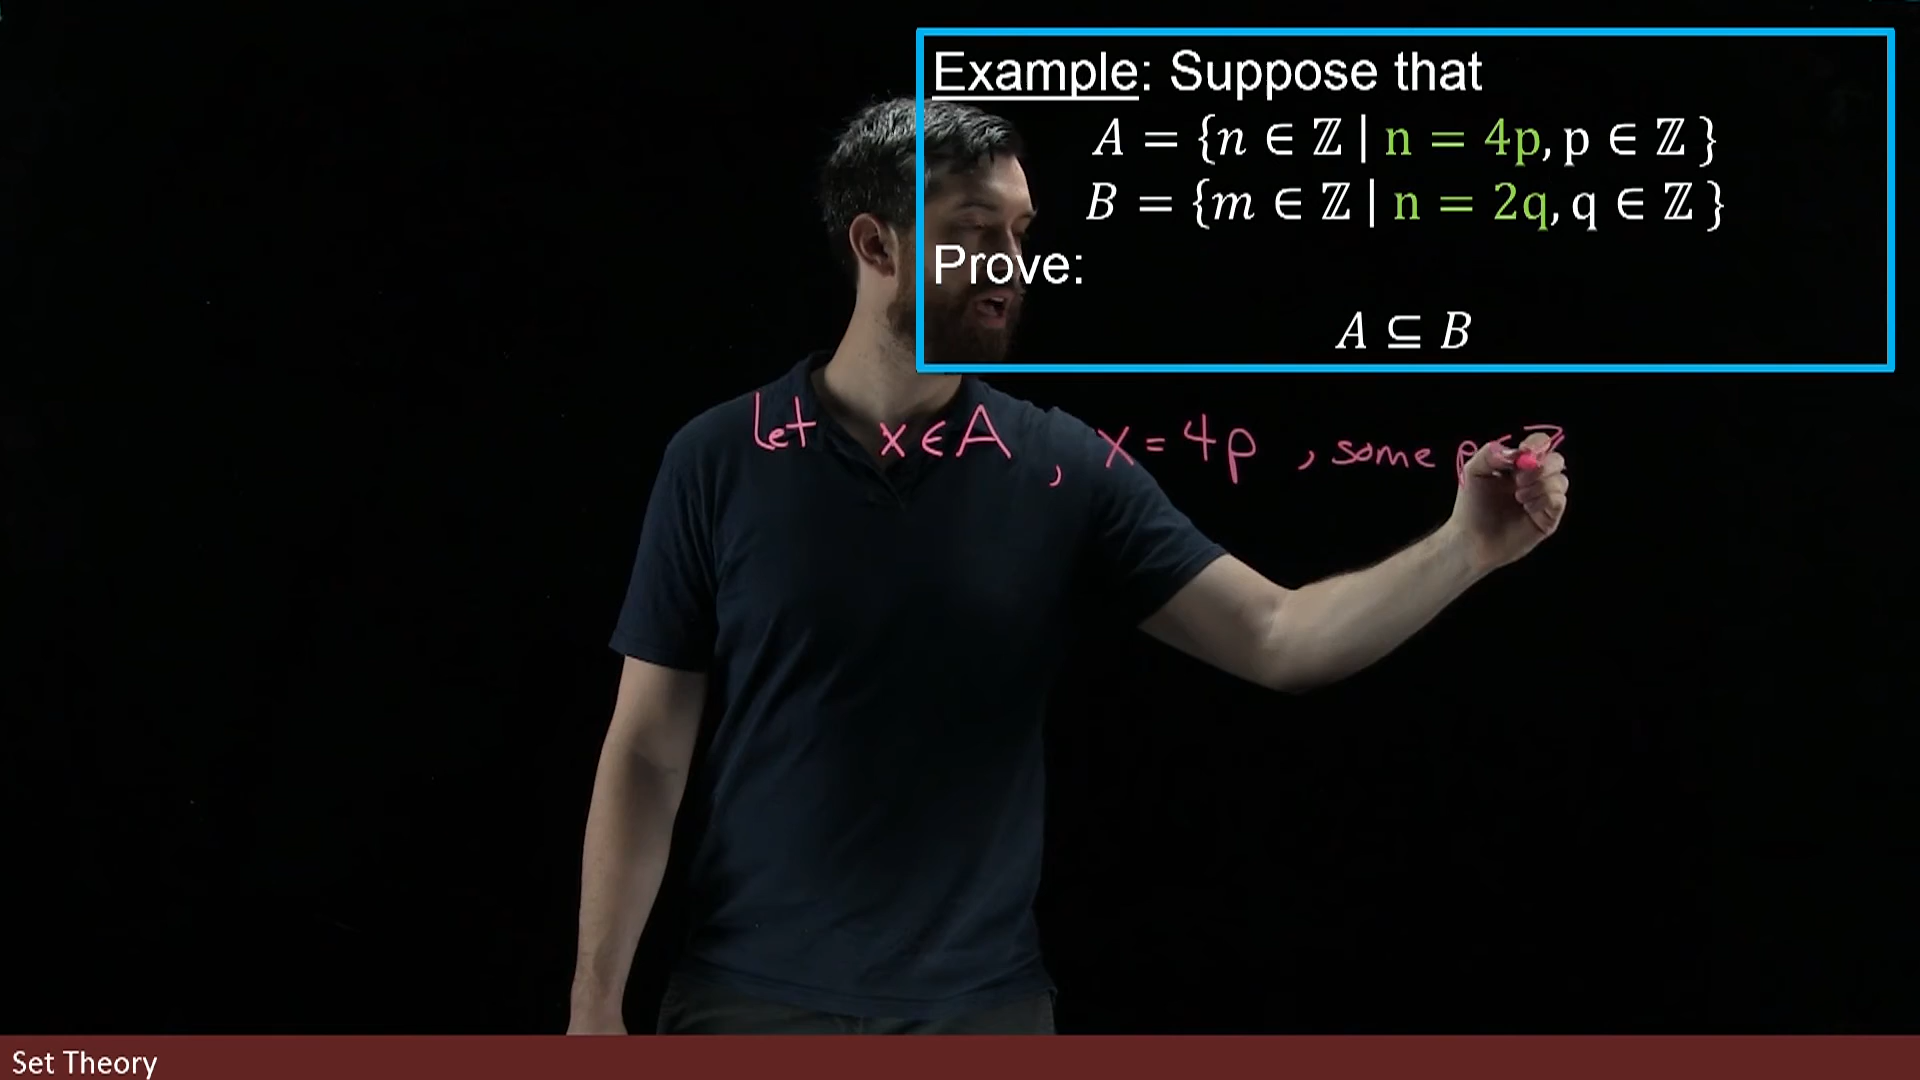 Example: Suppose that
A = {n ∈ ℤ | n = 4p, p ∈ ℤ }
B = {m ∈ ℤ | n = 2q, q ∈ ℤ }
Prove:
A ⊆ B
Let x ∈ A , x = 4p , some p ∈ ℤ
Set Theory